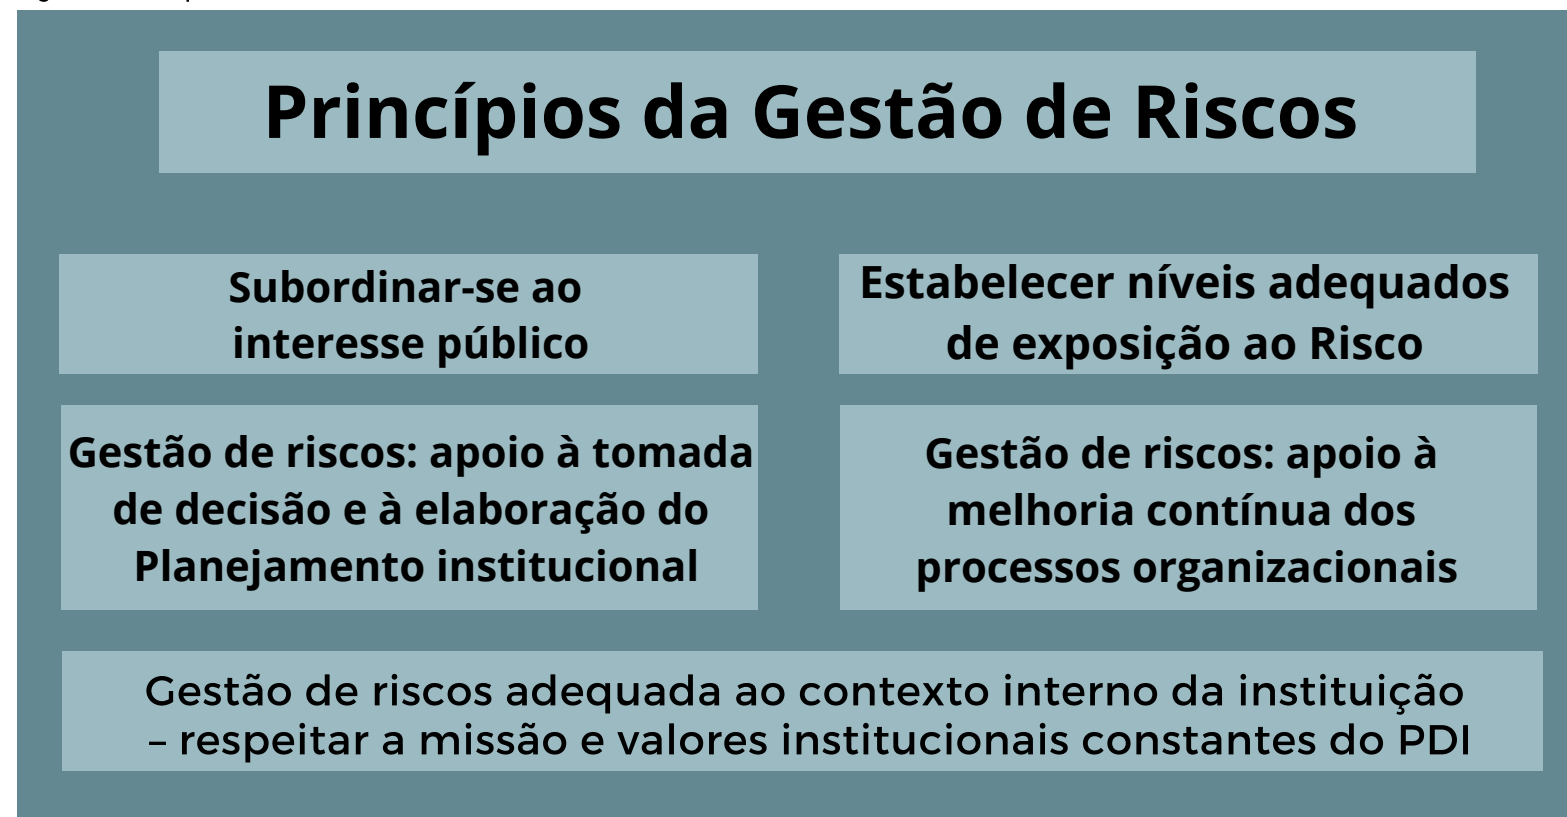 Princípios da Gestão de Riscos
Subordinar-se ao
interesse público
Estabelecer níveis adequados
de exposição ao Risco
Gestão de riscos: apoio à tomada
de decisão e à elaboração do
Planejamento institucional
Gestão de riscos: apoio à
melhoria contínua dos
processos organizacionais
Gestão de riscos adequada ao contexto interno da instituição
– respeitar a missão e valores institucionais constantes do PDI